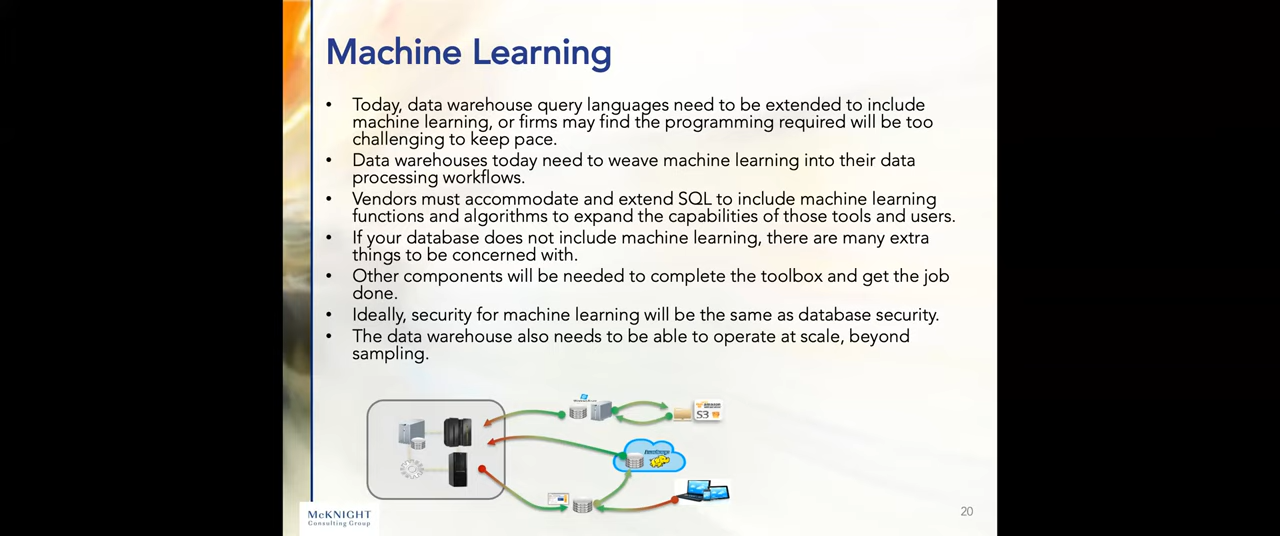 Machine Learning
• Today, data warehouse query languages need to be extended to include
machine learning, or firms may find the programming required will be too
challenging to keep pace.
• Data warehouses today need to weave machine learning into their data
processing workflows.
• Vendors must accommodate and extend SQL to include machine learning
functions and algorithms to expand the capabilities of those tools and users.
• If your database does not include machine learning, there are many extra
things to be concerned with.
• Other components will be needed to complete the toolbox and get the job
done.
• Ideally, security for machine learning will be the same as database security.
• The data warehouse also needs to be able to operate at scale, beyond
sampling.
S3
McKNIGHT
Consulting Group
20